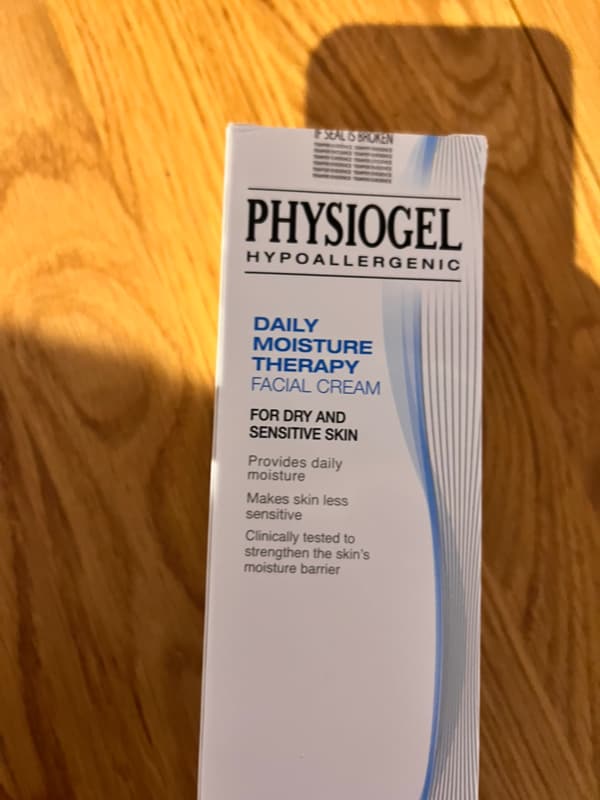 IF SEAL IS BROKEN
PHYSIOGEL
HYPOALLERGENIC
DAILY
MOISTURE
THERAPY
FACIAL CREAM
FOR DRY AND
SENSITIVE SKIN
Provides daily
moisture
Makes skin less
sensitive
Clinically tested to
strengthen the skin's
moisture barrier